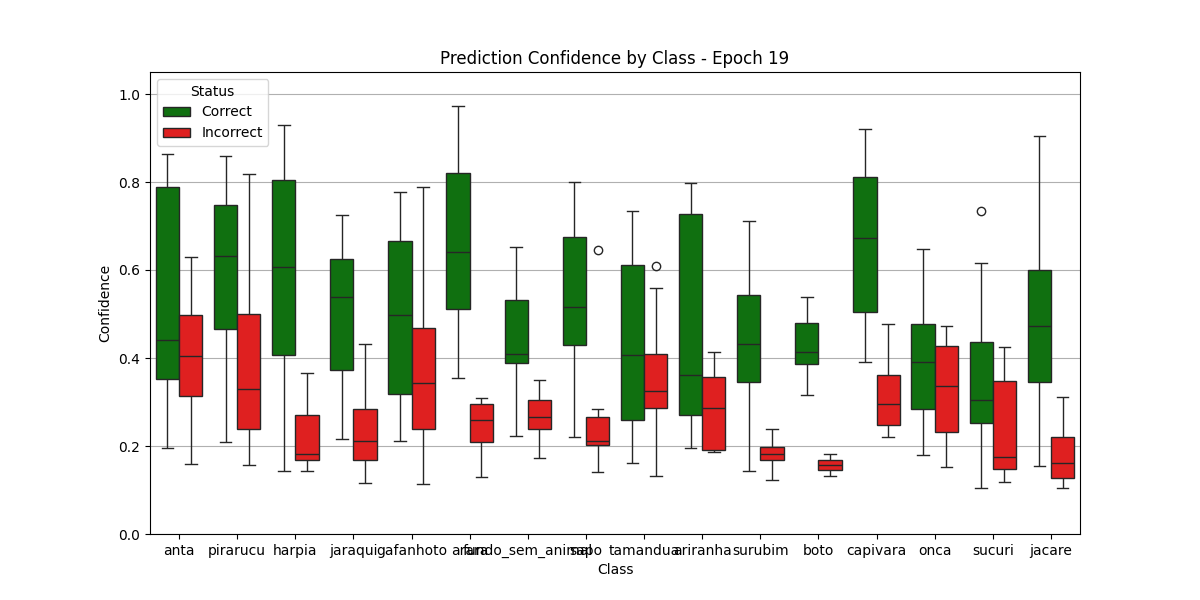 Prediction Confidence by Class - Epoch 19
Status
Correct
Incorrect
1.0
0.8
0.6
0.4
0.2
0.0
Confidence
anta pirarucu harpia jaraqui gafanhoto arara fundo_sem_animal sapo tamandua ariranha surubim boto capivara onca sucuri jacare
Class